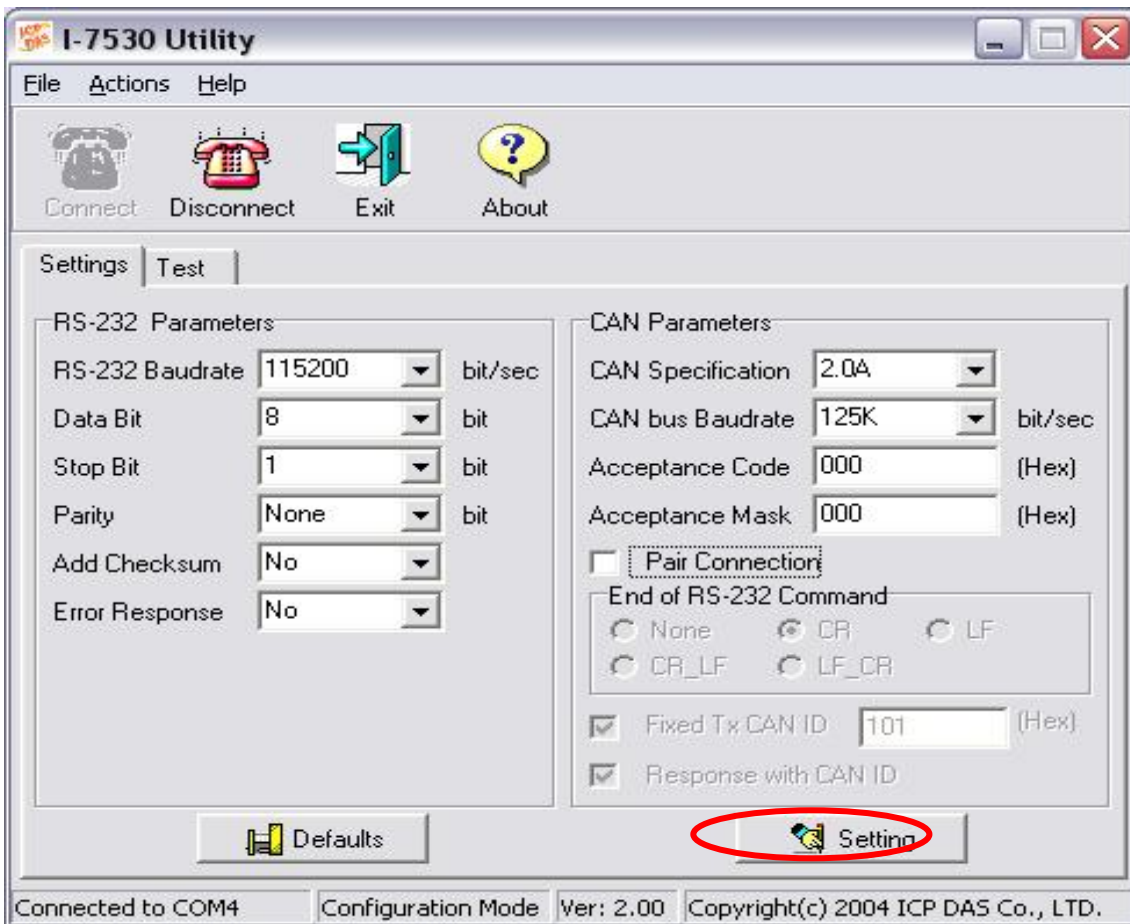 I-7530 Utility
File Actions Help
Connect Disconnect Exit About
Settings Test
RS-232 Parameters
RS-232 Baudrate 115200 bit/sec
Data Bit 8 bit
Stop Bit 1 bit
Parity None bit
Add Checksum No
Error Response No
CAN Parameters
CAN Specification 2.0A
CAN bus Baudrate 125K bit/sec
Acceptance Code 000 (Hex)
Acceptance Mask 000 (Hex)
Pair Connection
End of RS-232 Command
None CR LF
CR_LF LF_CR
Fixed Tx CAN ID 101 (Hex)
Response with CAN ID
Defaults Setting
Connected to COM4 Configuration Mode Ver: 2.00 Copyright(c) 2004 ICP DAS Co., LTD.